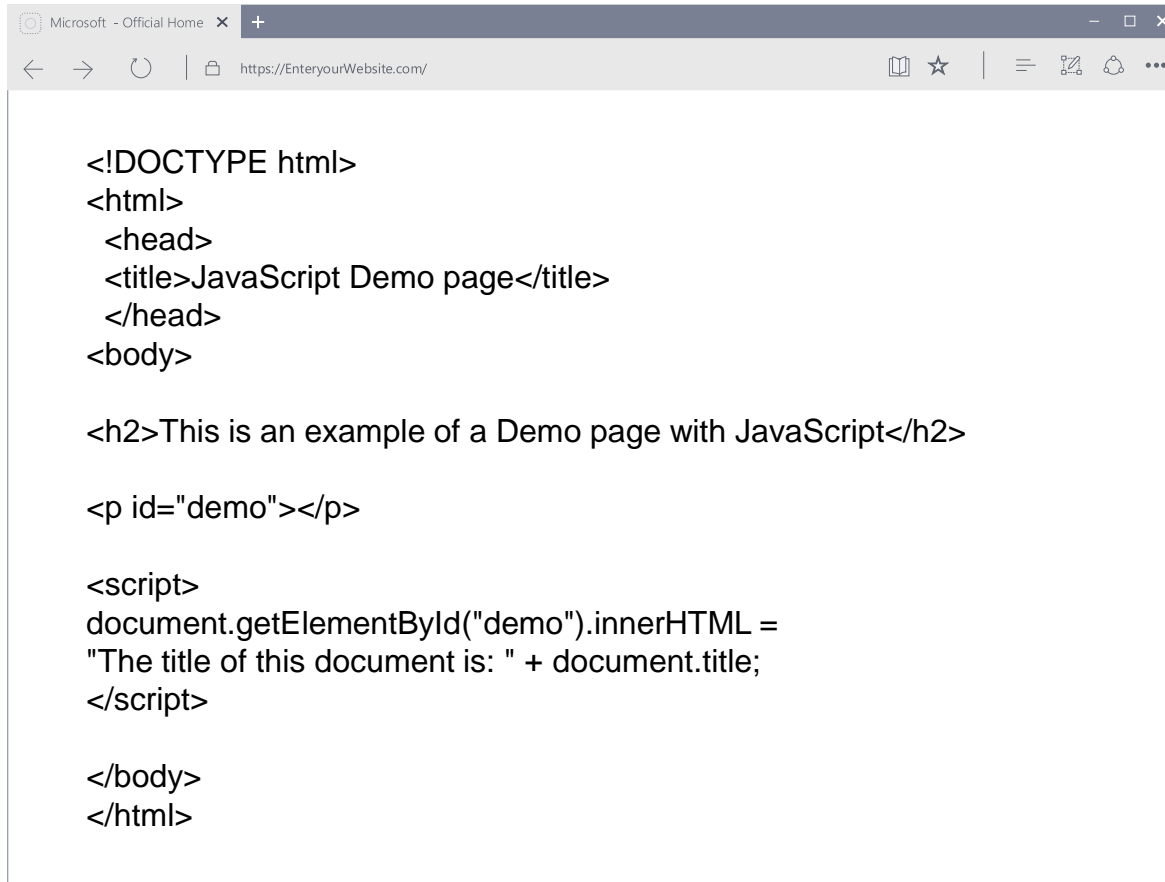 Microsoft - Official Home
https://EnteryourWebsite.com/
<!DOCTYPE html>
<html>
<head>
<title>JavaScript Demo page</title>
</head>
<body>
<h2>This is an example of a Demo page with JavaScript</h2>
<p id="demo"></p>
<script>
document.getElementById("demo").innerHTML =
"The title of this document is: " + document.title;
</script>
</body>
</html>